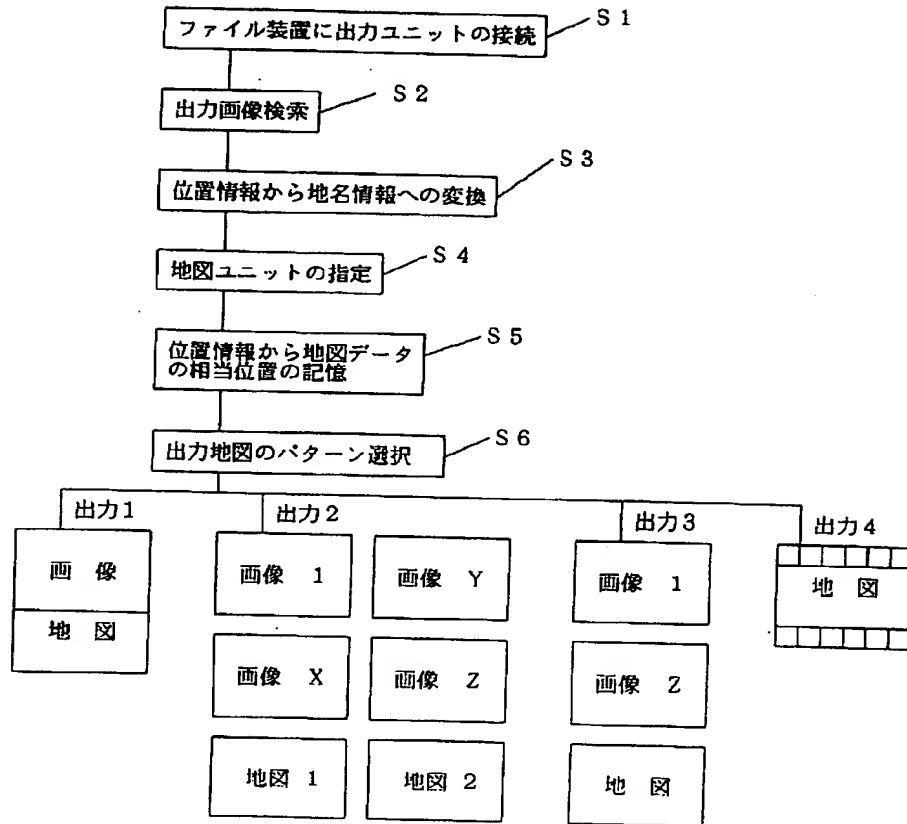 ファイル装置に出力ユニットの接続
S1
出力画像検索
S2
位置情報から地名情報への変換
S3
地図ユニットの指定
S4
位置情報から地図データ
の相当位置の記憶
S5
出力地図のパターン選択
S6
出力1
画像
地図
出力2
画像 1
画像 Y
画像 X
画像 Z
地図 1
地図 2
出力3
画像 1
画像 Z
地図
出力4
地図